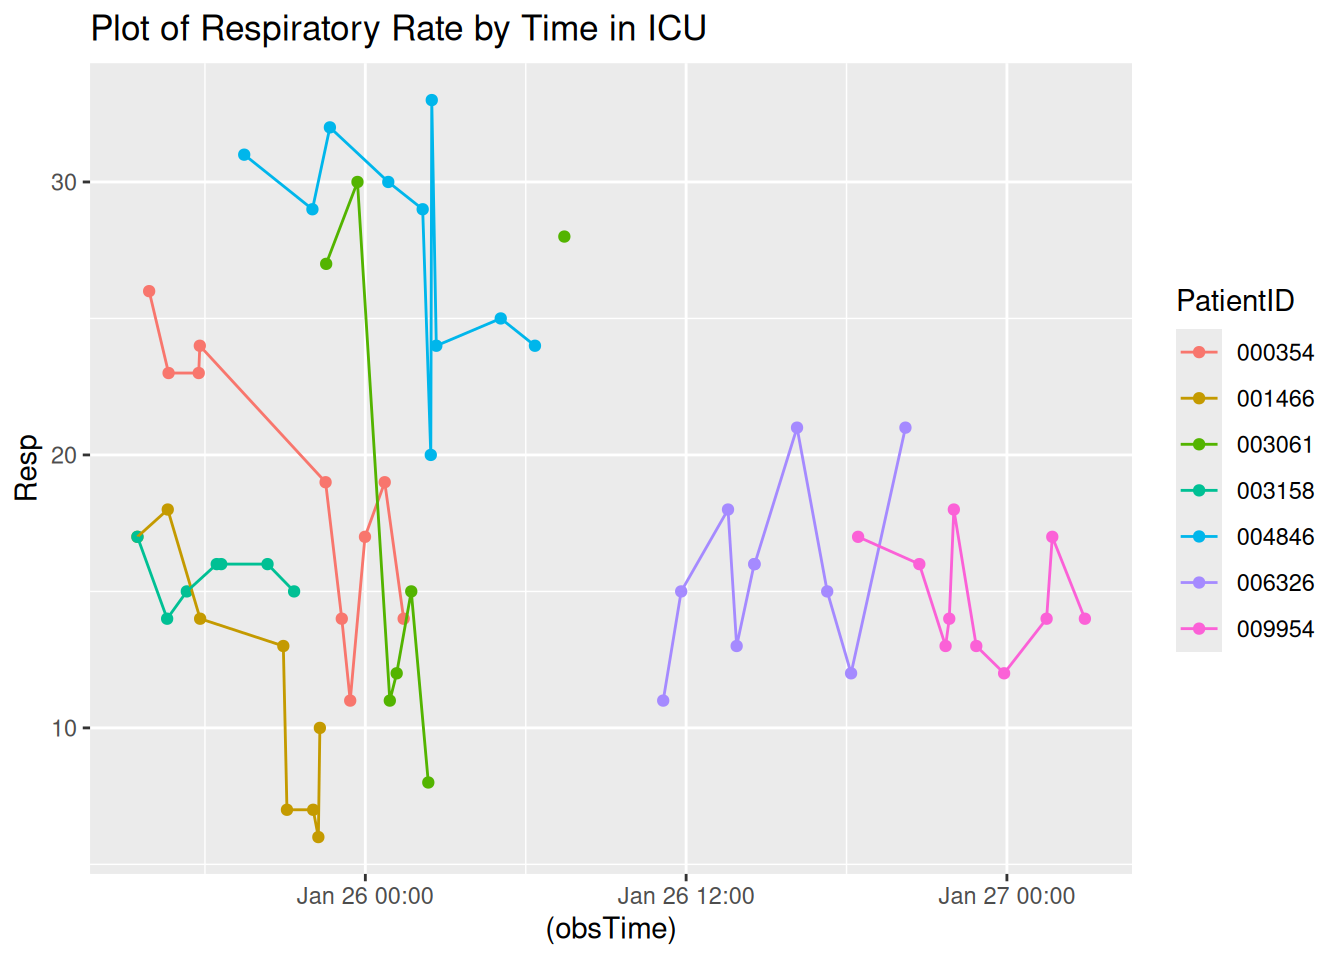 Plot of Respiratory Rate by Time in ICU
Resp
30
20
10
Jan 26 00:00
Jan 26 12:00
Jan 27 00:00
(obsTime)
PatientID
000354
001466
003061
003158
004846
006326
009954